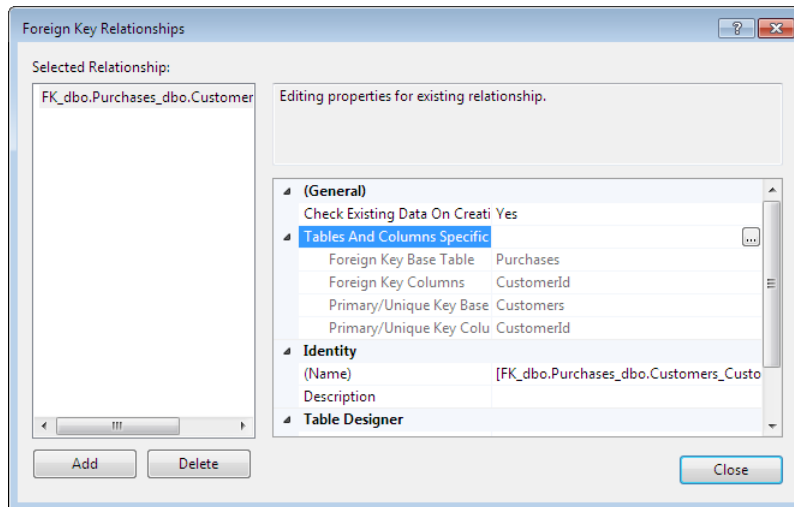 Foreign Key Relationships
Selected Relationship:
FK_dbo.Purchases_dbo.Customer
Editing properties for existing relationship.
(General)
Check Existing Data On Creati Yes
Tables And Columns Specific ...
Foreign Key Base Table Purchases
Foreign Key Columns CustomerId
Primary/Unique Key Base Customers
Primary/Unique Key Colu CustomerId
Identity
(Name) [FK_dbo.Purchases_dbo.Customers_Custo
Description
Table Designer
Add Delete
Close